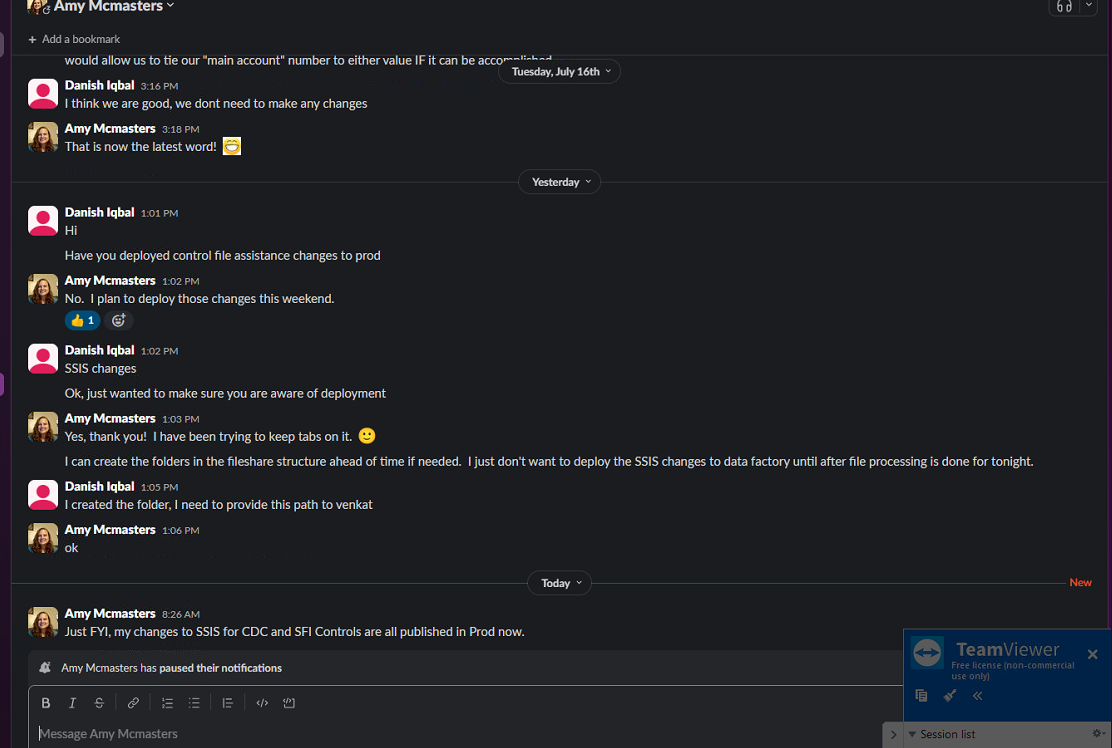 Amy Mcmasters
+ Add a bookmark
would allow us to tie our "main account" number to either value IF it can be accomplished
Tuesday, July 16th
Danish Iqbal 3:16 PM
I think we are good, we dont need to make any changes
Amy Mcmasters 3:18 PM
That is now the latest word!
Yesterday
Danish Iqbal 1:01 PM
Hi
Have you deployed control file assistance changes to prod
Amy Mcmasters 1:02 PM
No. I plan to deploy those changes this weekend.
1
Danish Iqbal 1:02 PM
SSIS changes
Ok, just wanted to make sure you are aware of deployment
Amy Mcmasters 1:03 PM
Yes, thank you! I have been trying to keep tabs on it.
I can create the folders in the fileshare structure ahead of time if needed. I just don't want to deploy the SSIS changes to data factory until after file processing is done for tonight.
Danish Iqbal 1:05 PM
I created the folder, I need to provide this path to venkat
Amy Mcmasters 1:06 PM
ok
Today
New
Amy Mcmasters 8:26 AM
Just FYI, my changes to SSIS for CDC and SFI Controls are all published in Prod now.
Amy Mcmasters has paused their notifications
B I S
Message Amy Mcmasters
TeamViewer
Free license (non-commercial
use only)
Session list